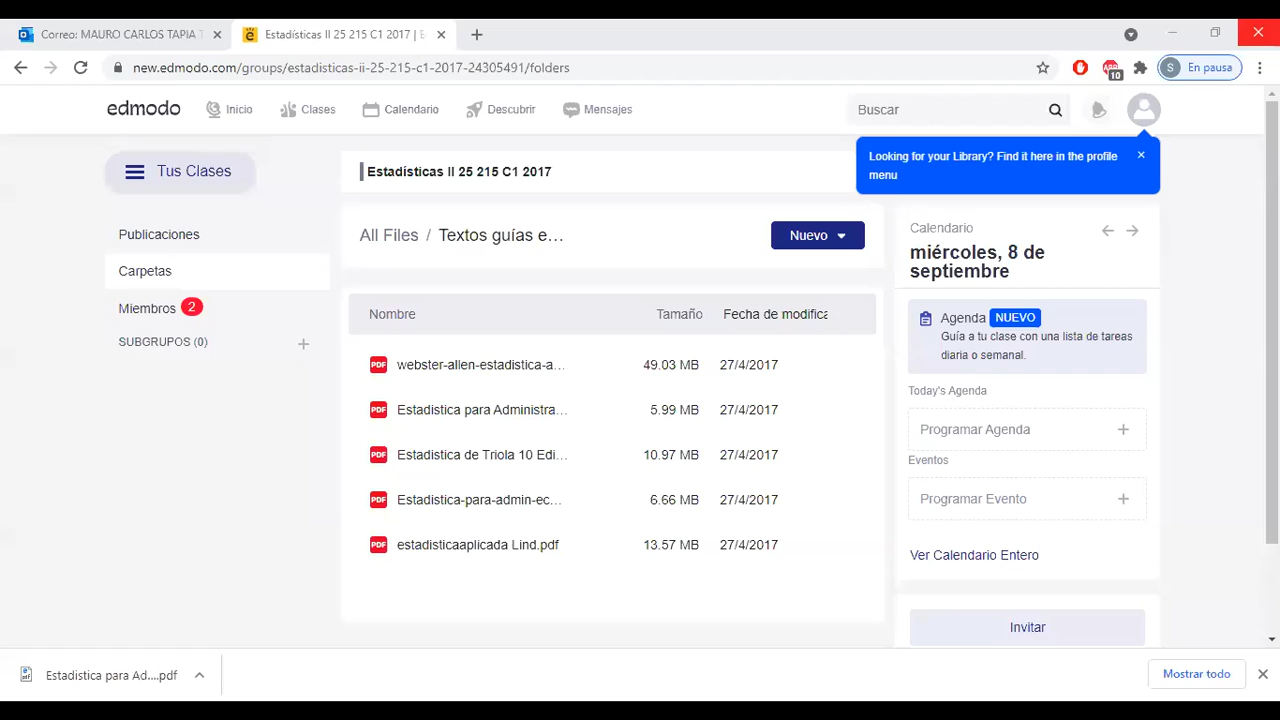 Correo: MAURO CARLOS TAPIA T
Estadísticas II 25 215 C1 2017 | E
new.edmodo.com/groups/estadisticas-ii-25-215-c1-2017-24305491/folders
ABP
10
S
En pausa
edmodo
Inicio
Clases
Calendario
Descubrir
Mensajes
Buscar
Looking for your Library? Find it here in the profile
menu
Tus Clases
Publicaciones
Carpetas
Miembros 2
SUBGRUPOS (0)
Estadísticas II 25 215 C1 2017
All Files / Textos guías e...
Nuevo
Nombre Tamaño Fecha de modifica
PDF webster-allen-estadistica-a... 49.03 MB 27/4/2017
PDF Estadistica para Administra... 5.99 MB 27/4/2017
PDF Estadistica de Triola 10 Edi... 10.97 MB 27/4/2017
PDF Estadistica-para-admin-ec... 6.66 MB 27/4/2017
PDF estadisticaaplicada Lind.pdf 13.57 MB 27/4/2017
Calendario
miércoles, 8 de
septiembre
Agenda NUEVO
Guía a tu clase con una lista de tareas
diaria o semanal.
Today's Agenda
Programar Agenda
Eventos
Programar Evento
Ver Calendario Entero
Invitar
Estadistica para Ad....pdf
Mostrar todo